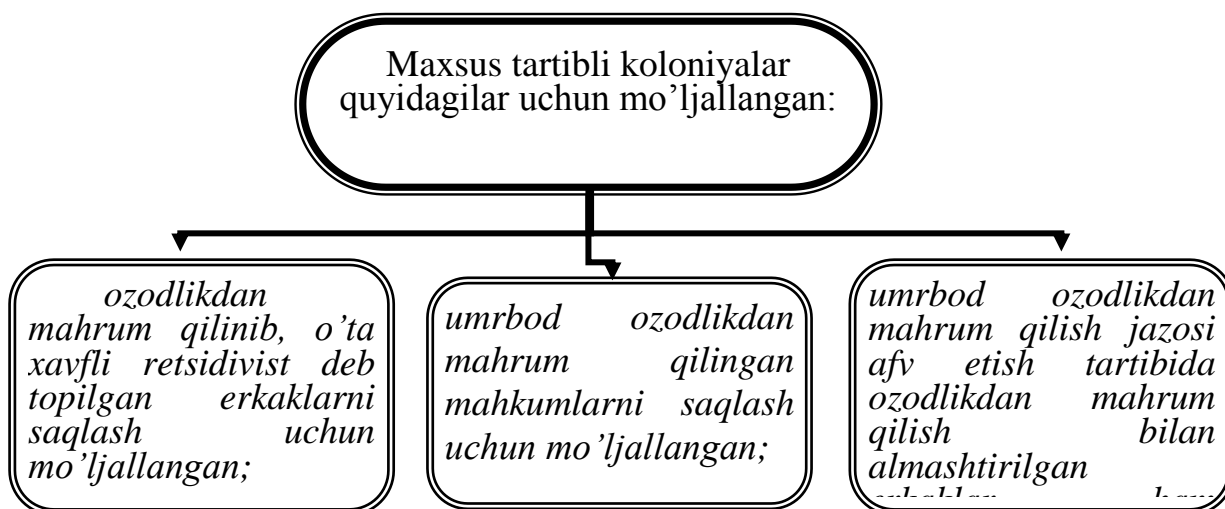 Maxsus tartibli koloniyalar
quyidagilar uchun mo’ljallangan:
ozodlikdan
mahrum qilinib, o’ta
xavfli retsidivist deb
topilgan erkaklarni
saqlash uchun
mo’ljallangan;
umrbod ozodlikdan
mahrum qilingan
mahkumlarni saqlash
uchun mo’ljallangan;
umrbod ozodlikdan
mahrum qilish jazosi
afv etish tartibida
ozodlikdan mahrum
qilish bilan
almashtirilgan